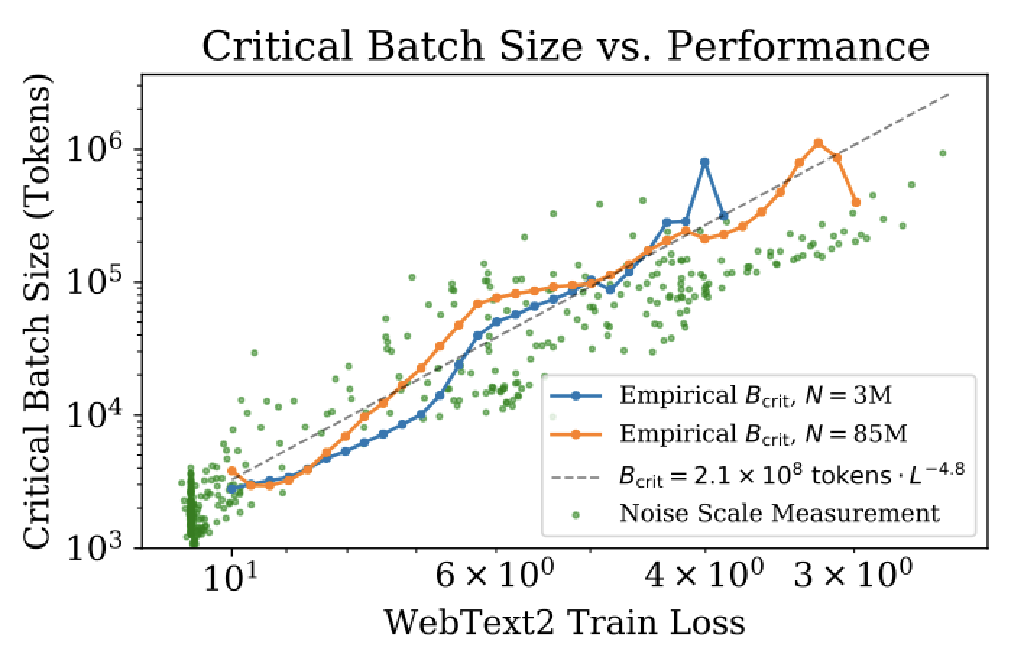 Critical Batch Size vs. Performance
Critical Batch Size (Tokens)
10⁶
10⁵
10⁴
10³
10¹
6 × 10⁰
4 × 10⁰
3 × 10⁰
WebText2 Train Loss
Empirical B_crit, N = 3M
Empirical B_crit, N = 85M
B_crit = 2.1 × 10⁸ tokens · L⁻⁴·⁸
Noise Scale Measurement